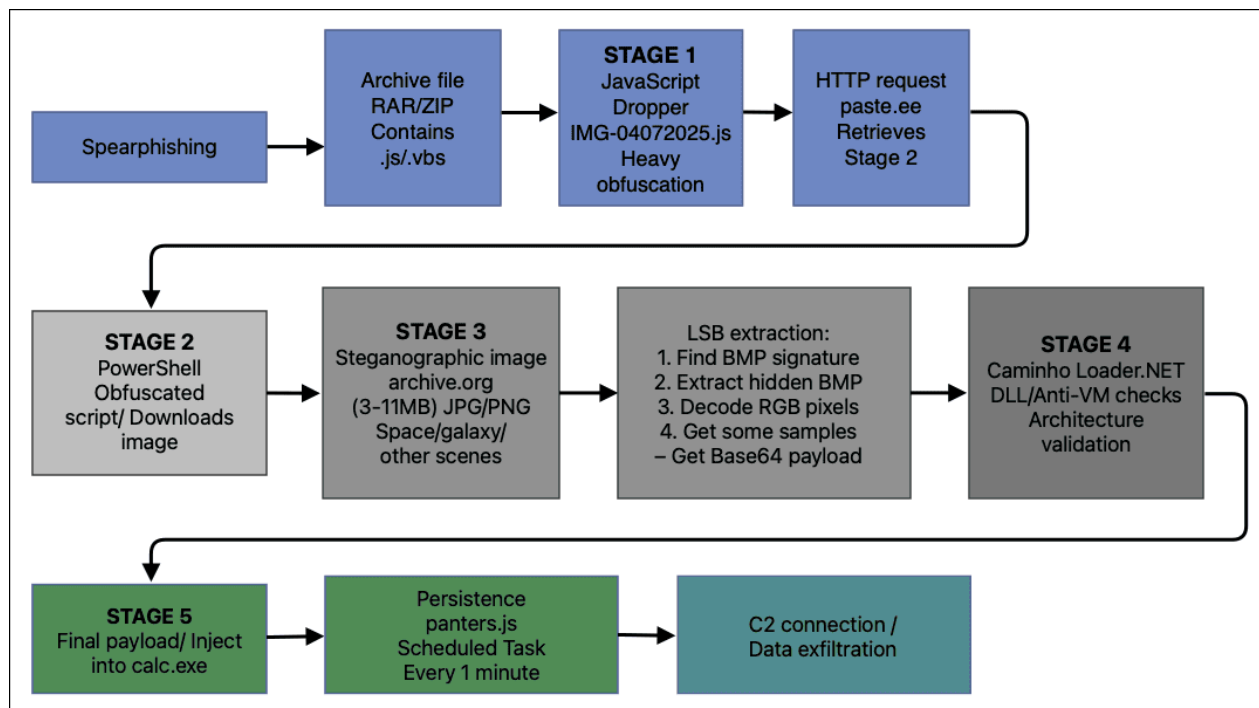 Spearphishing
Archive file
RAR/ZIP
Contains
.js/.vbs
STAGE 1
JavaScript
Dropper
IMG-04072025.js
Heavy
obfuscation
HTTP request
paste.ee
Retrieves
Stage 2
STAGE 2
PowerShell
Obfuscated
script/ Downloads
image
STAGE 3
Steganographic image
archive.org
(3-11MB) JPG/PNG
Space/galaxy/
other scenes
LSB extraction:
1. Find BMP signature
2. Extract hidden BMP
3. Decode RGB pixels
4. Get some samples
– Get Base64 payload
STAGE 4
Caminho Loader.NET
DLL/Anti-VM checks
Architecture
validation
STAGE 5
Final payload/ Inject
into calc.exe
Persistence
panters.js
Scheduled Task
Every 1 minute
C2 connection /
Data exfiltration